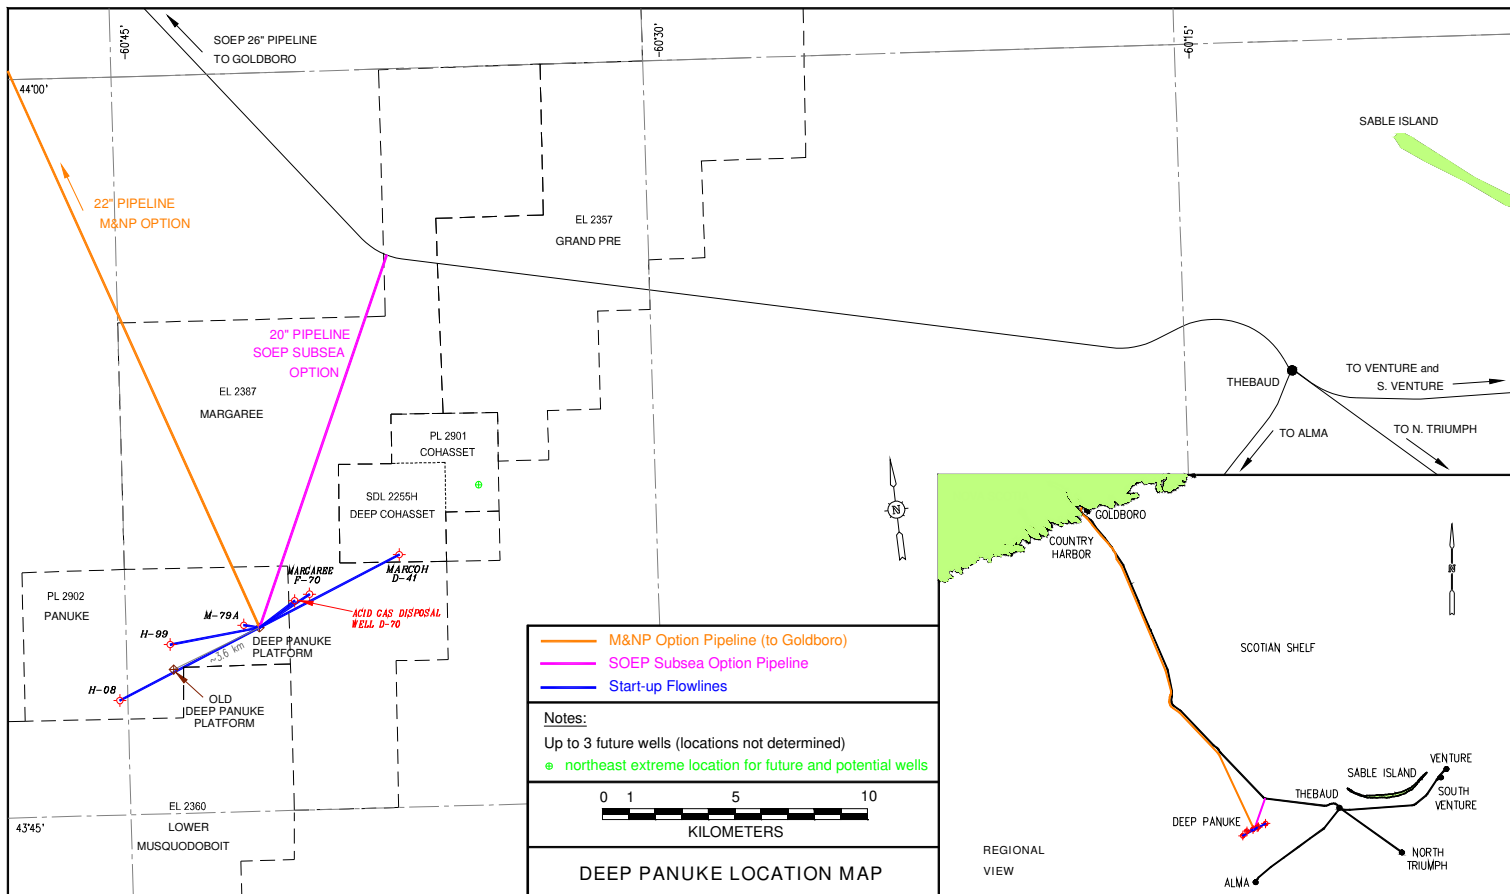 -60°45'
SOEP 26" PIPELINE
TO GOLDBORO
-60°30'
-60°15'
44°00'
SABLE ISLAND
22" PIPELINE
M&NP OPTION
EL 2357
GRAND PRE
20" PIPELINE
SOEP SUBSEA
OPTION
EL 2387
MARGAREE
THEBAUD
TO VENTURE and
S. VENTURE
TO ALMA
TO N. TRIUMPH
PL 2901
COHASSET
SDL 2255H
DEEP COHASSET
N
MARGAREE
F-70
MARCOH
D-41
PL 2902
PANUKE
M-79A
ACID GAS DISPOSAL
WELL D-70
H-99
DEEP PANUKE
PLATFORM
~3.6 km
H-08
OLD
DEEP PANUKE
PLATFORM
EL 2360
LOWER
MUSQUODOBOIT
43°45'
M&NP Option Pipeline (to Goldboro)
SOEP Subsea Option Pipeline
Start-up Flowlines
Notes:
Up to 3 future wells (locations not determined)
northeast extreme location for future and potential wells
0 1 5 10
KILOMETERS
DEEP PANUKE LOCATION MAP
GOLDBORO
COUNTRY
HARBOR
N
SCOTIAN SHELF
VENTURE
SABLE ISLAND
SOUTH
VENTURE
THEBAUD
DEEP PANUKE
REGIONAL
VIEW
NORTH
TRIUMPH
ALMA